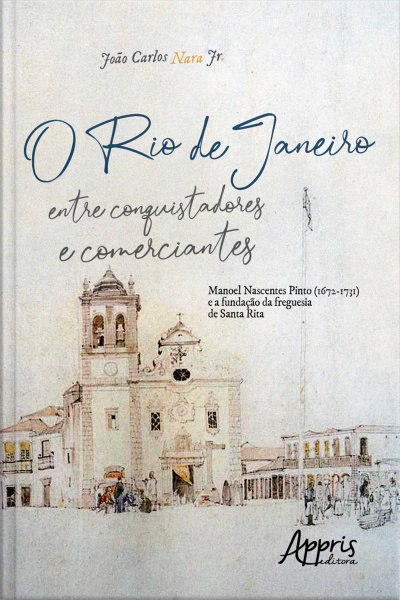 João Carlos Nara Jr.
O Rio de Janeiro
entre conquistadores
e comerciantes
Manoel Nascentes Pinto (1672-1731)
e a fundação da freguesia
de Santa Rita
Appris
editora